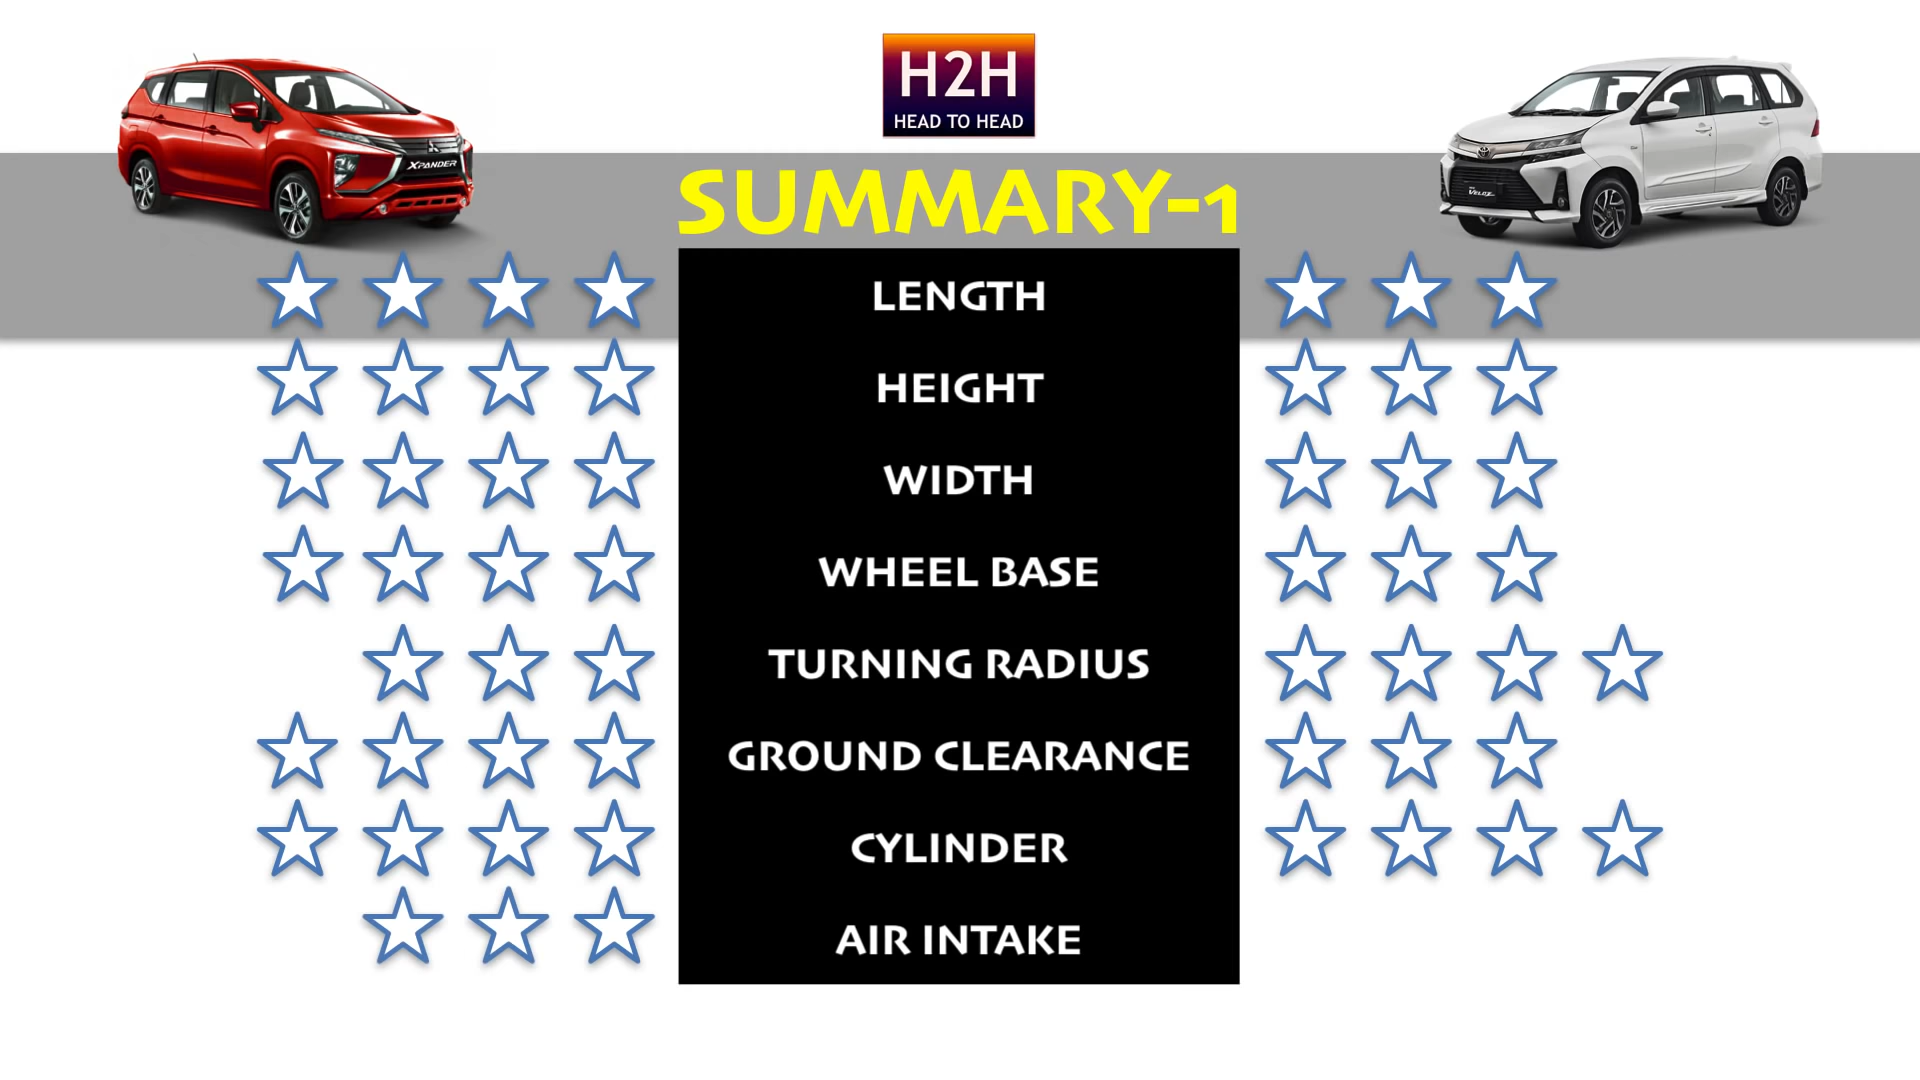 H2H
HEAD TO HEAD
XPANDER
VELOZ
SUMMARY-1
LENGTH
HEIGHT
WIDTH
WHEEL BASE
TURNING RADIUS
GROUND CLEARANCE
CYLINDER
AIR INTAKE